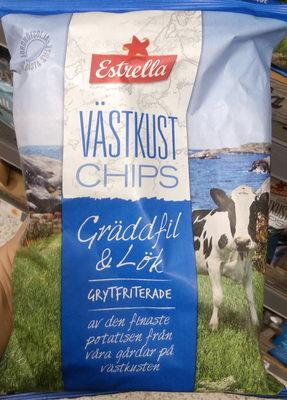 Estrella
VÄSTKUST
CHIPS
Gräddfil
& Lök
GRYTFRITERADE
av den finaste
potatisen från
våra gårdar på
västkusten